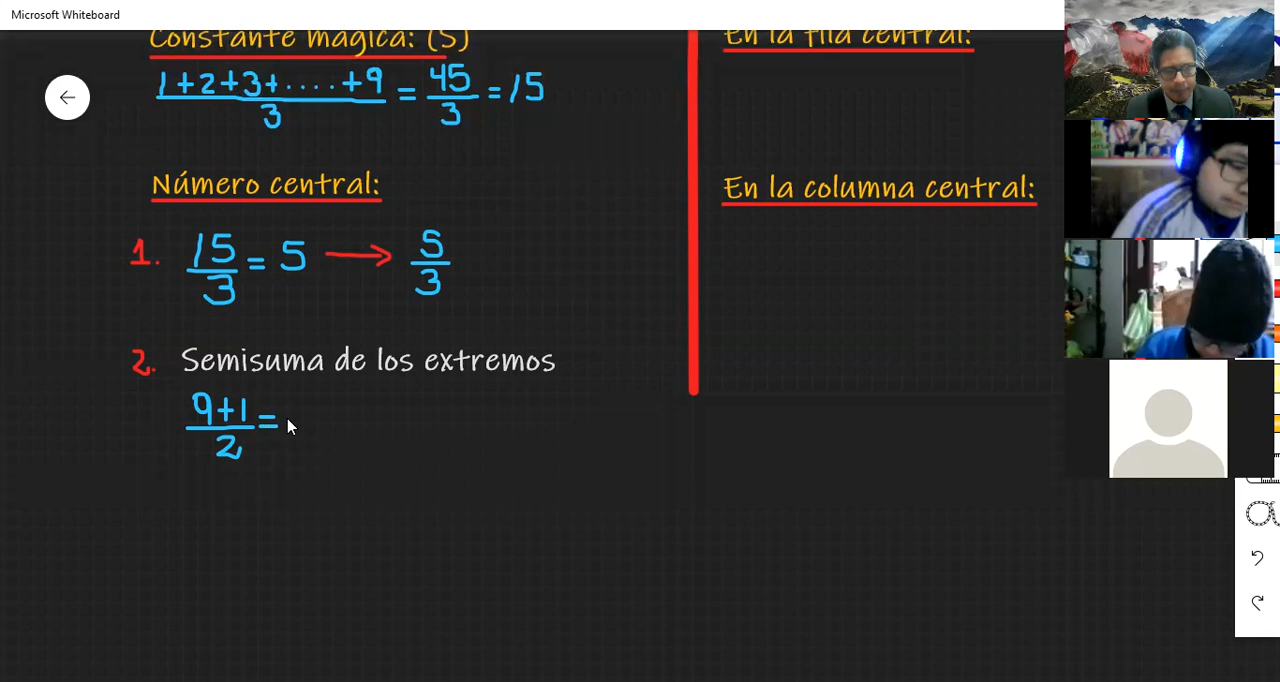 Microsoft Whiteboard
Constante mágica: (S)
1+2+3+....+9 / 3 = 45/3 = 15
Número central:
1. 15/3 = 5 → S/3
2. Semisuma de los extremos
9+1 / 2 =
En la fila central:
En la columna central: